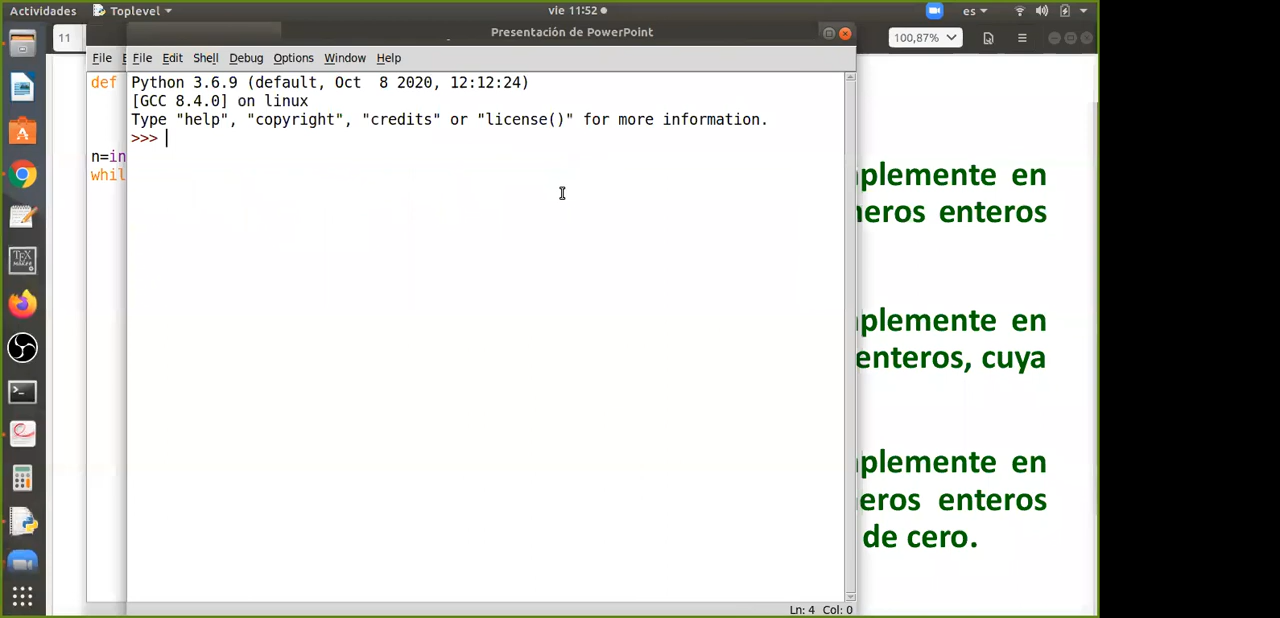 Actividades Toplevel vie 11:52 es
11 Presentación de PowerPoint 100,87%
File E File Edit Shell Debug Options Window Help
def
n=in
whil
Python 3.6.9 (default, Oct  8 2020, 12:12:24)
[GCC 8.4.0] on linux
Type "help", "copyright", "credits" or "license()" for more information.
>>>
plemente en
neros enteros
plemente en
enteros, cuya
plemente en
eros enteros
de cero.
Ln: 4 Col: 0